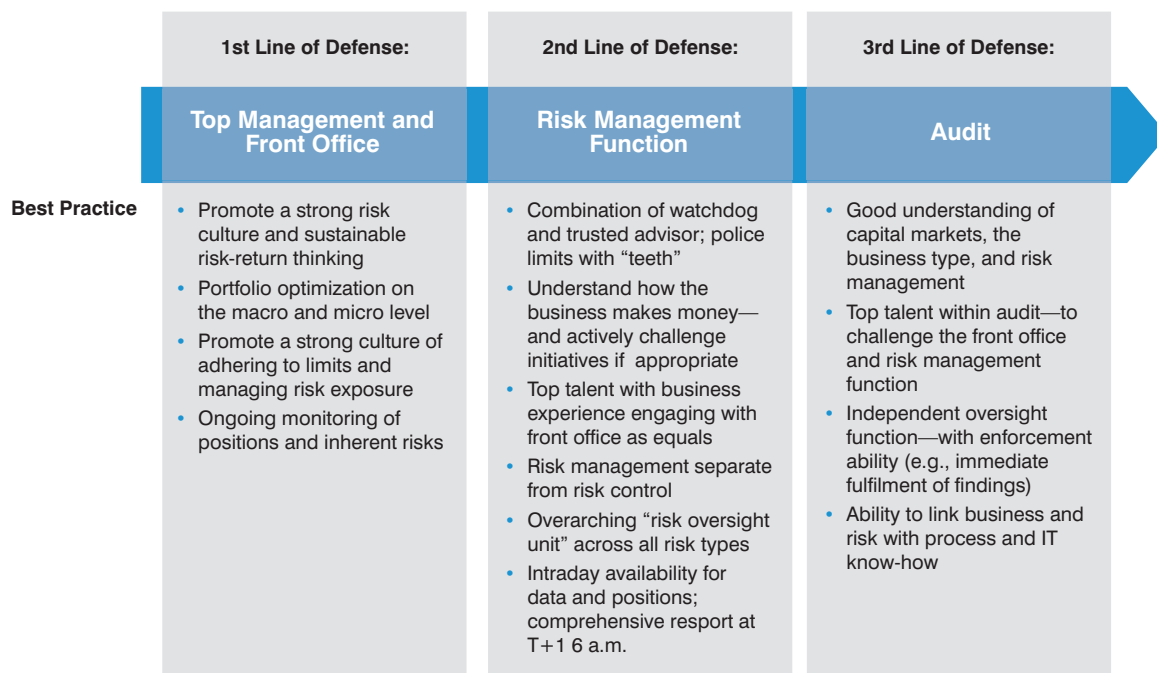 1st Line of Defense:
2nd Line of Defense:
3rd Line of Defense:
Top Management and
Front Office
Risk Management
Function
Audit
Best Practice
• Promote a strong risk
culture and sustainable
risk-return thinking
• Portfolio optimization on
the macro and micro level
• Promote a strong culture of
adhering to limits and
managing risk exposure
• Ongoing monitoring of
positions and inherent risks
• Combination of watchdog
and trusted advisor; police
limits with “teeth”
• Understand how the
business makes money—
and actively challenge
initiatives if appropriate
• Top talent with business
experience engaging with
front office as equals
• Risk management separate
from risk control
• Overarching “risk oversight
unit” across all risk types
• Intraday availability for
data and positions;
comprehensive resport at
T+1 6 a.m.
• Good understanding of
capital markets, the
business type, and risk
management
• Top talent within audit—to
challenge the front office
and risk management
function
• Independent oversight
function—with enforcement
ability (e.g., immediate
fulfilment of findings)
• Ability to link business and
risk with process and IT
know-how